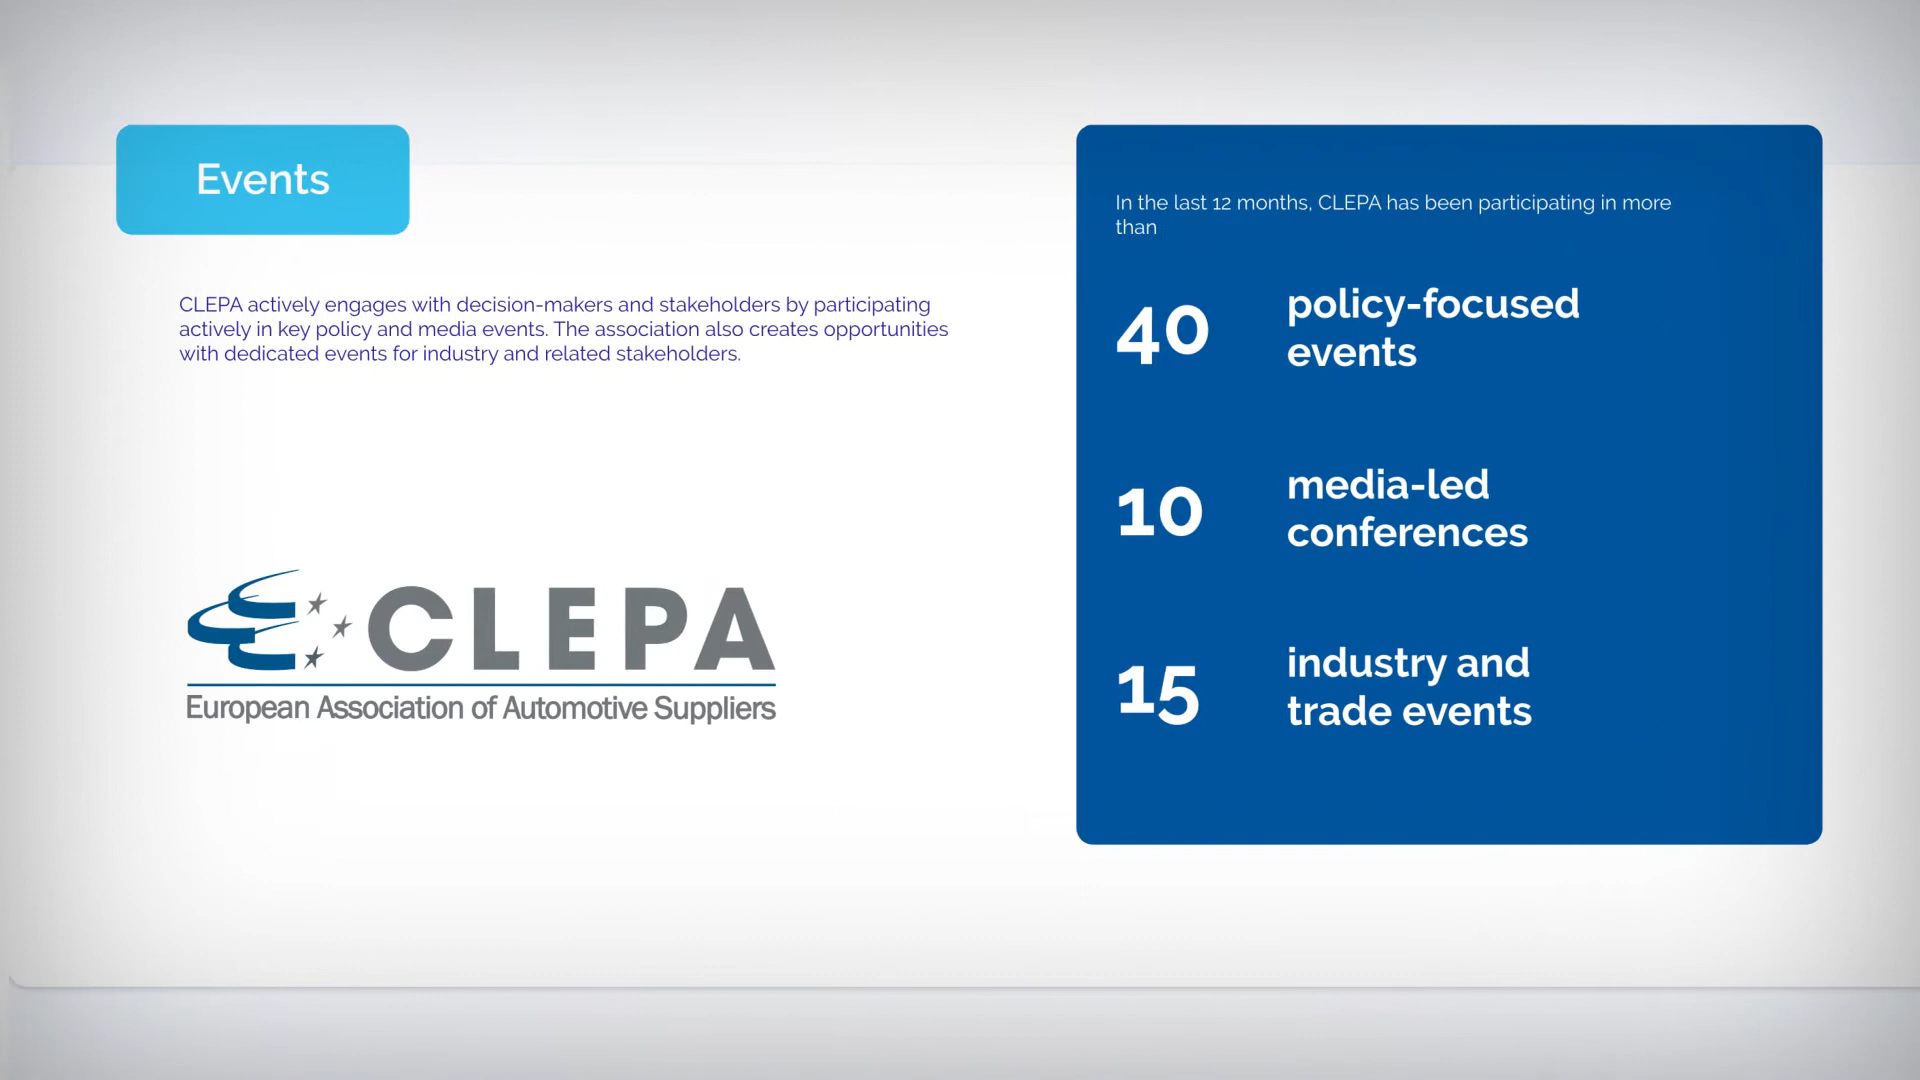 Events
CLEPA actively engages with decision-makers and stakeholders by participating
actively in key policy and media events. The association also creates opportunities
with dedicated events for industry and related stakeholders.
CLEPA
European Association of Automotive Suppliers
In the last 12 months, CLEPA has been participating in more
than
40
policy-focused
events
10
media-led
conferences
15
industry and
trade events